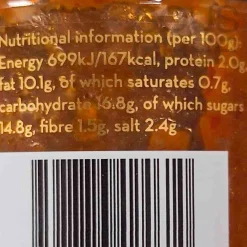 Nutritional information (per 100g)
Energy 699kJ/167kcal, protein 2.0g,
fat 10.1g, of which saturates 0.7g,
carbohydrate 16.8g, of which sugars
14.8g, fibre 1.5g, salt 2.4g